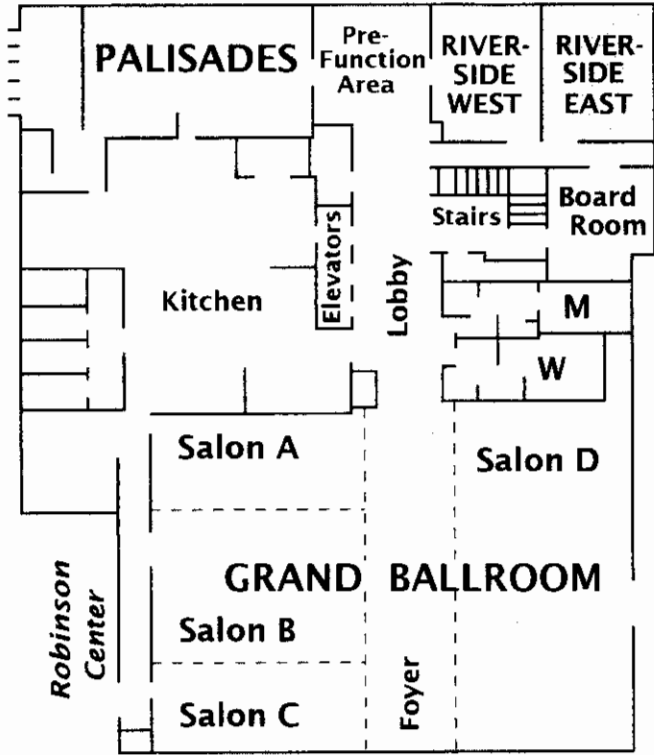 PALISADES
Pre-
Function
Area
RIVER-
SIDE
WEST
RIVER-
SIDE
EAST
Stairs
Board
Room
Elevators
Lobby
Kitchen
M
W
Salon A
Salon D
GRAND BALLROOM
Robinson
Center
Salon B
Salon C
Foyer